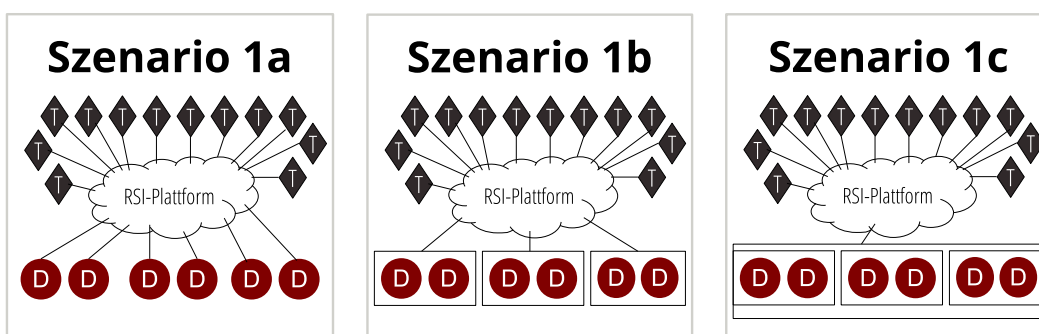 Szenario 1a
T T T T T T T T
T T
T T
RSI-Plattform
D D D D D D
Szenario 1b
T T T T T T T T
T T
T T
RSI-Plattform
D D D D D D
Szenario 1c
T T T T T T T T
T T
T T
RSI-Plattform
D D D D D D